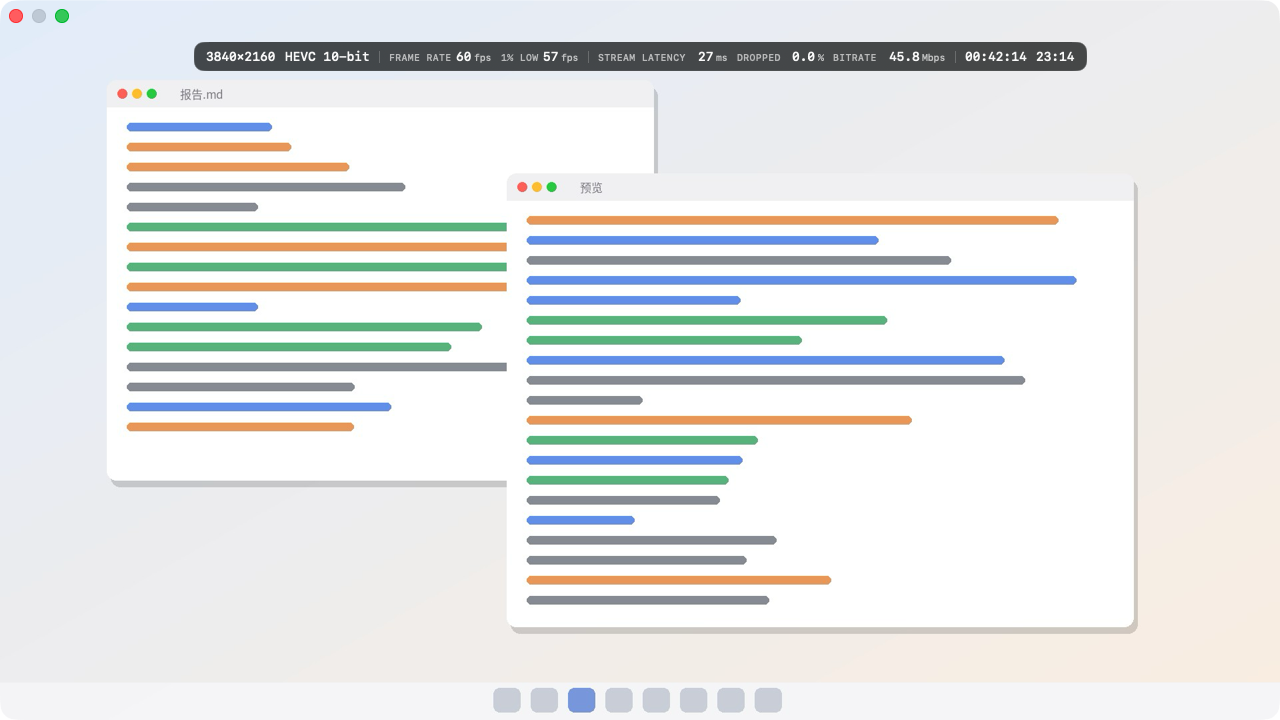 3840×2160 HEVC 10-bit FRAME RATE 60 fps 1% LOW 57 fps STREAM LATENCY 27 ms DROPPED 0.0 % BITRATE 45.8 Mbps 00:42:14 23:14
报告.md
预览